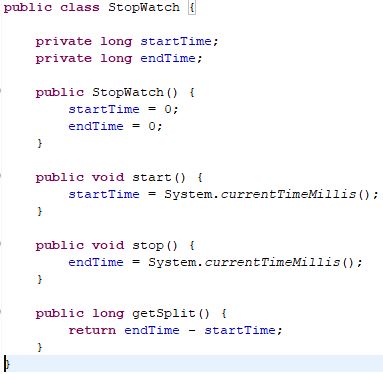 public class StopWatch {
private long startTime;
private long endTime;
public StopWatch() {
startTime = 0;
endTime = 0;
}
public void start() {
startTime = System.currentTimeMillis();
}
public void stop() {
endTime = System.currentTimeMillis();
}
public long getSplit() {
return endTime - startTime;
}
}